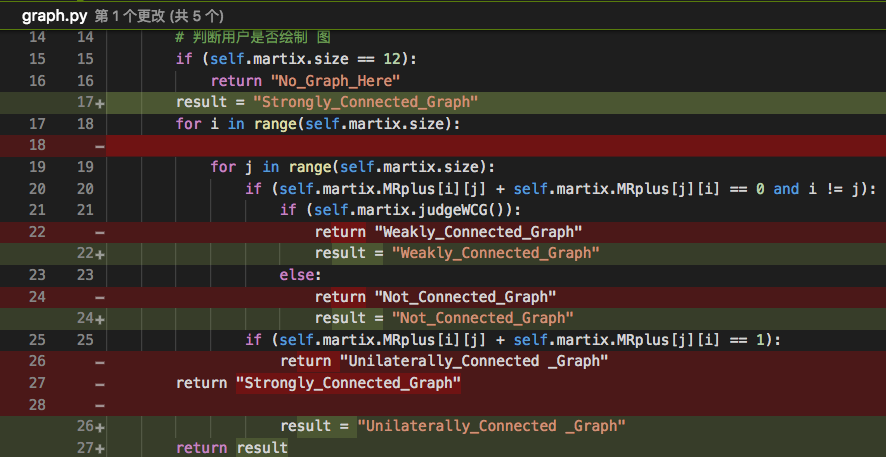 graph.py 第 1 个更改 (共 5 个)
14 14 # 判断用户是否绘制 图
15 15 if (self.martix.size == 12):
16 16 return "No_Graph_Here"
17+ result = "Strongly_Connected_Graph"
17 18 for i in range(self.martix.size):
18 −
19 19 for j in range(self.martix.size):
20 20 if (self.martix.MRplus[i][j] + self.martix.MRplus[j][i] == 0 and i != j):
21 21 if (self.martix.judgeWCG()):
22 − return "Weakly_Connected_Graph"
22+ result = "Weakly_Connected_Graph"
23 23 else:
24 − return "Not_Connected_Graph"
24+ result = "Not_Connected_Graph"
25 25 if (self.martix.MRplus[i][j] + self.martix.MRplus[j][i] == 1):
26 − return "Unilaterally_Connected _Graph"
27 − return "Strongly_Connected_Graph"
28 −
26+ result = "Unilaterally_Connected _Graph"
27+ return result